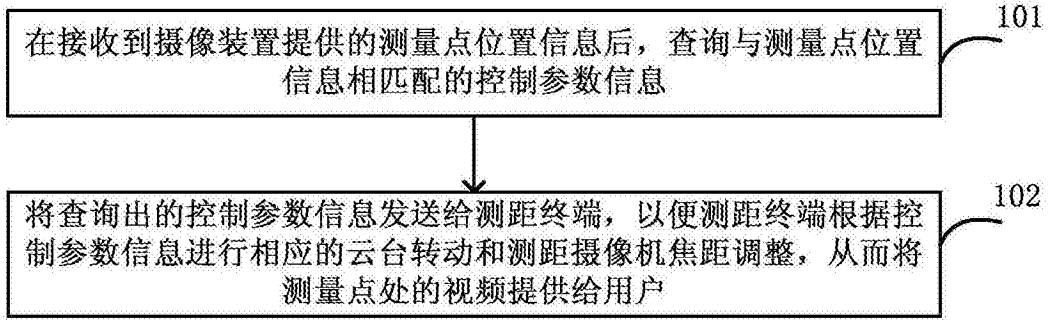 101
在接收到摄像装置提供的测量点位置信息后，查询与测量点位置
信息相匹配的控制参数信息
102
将查询出的控制参数信息发送给测距终端，以便测距终端根据控
制参数信息进行相应的云台转动和测距摄像机焦距调整，从而将
测量点处的视频提供给用户